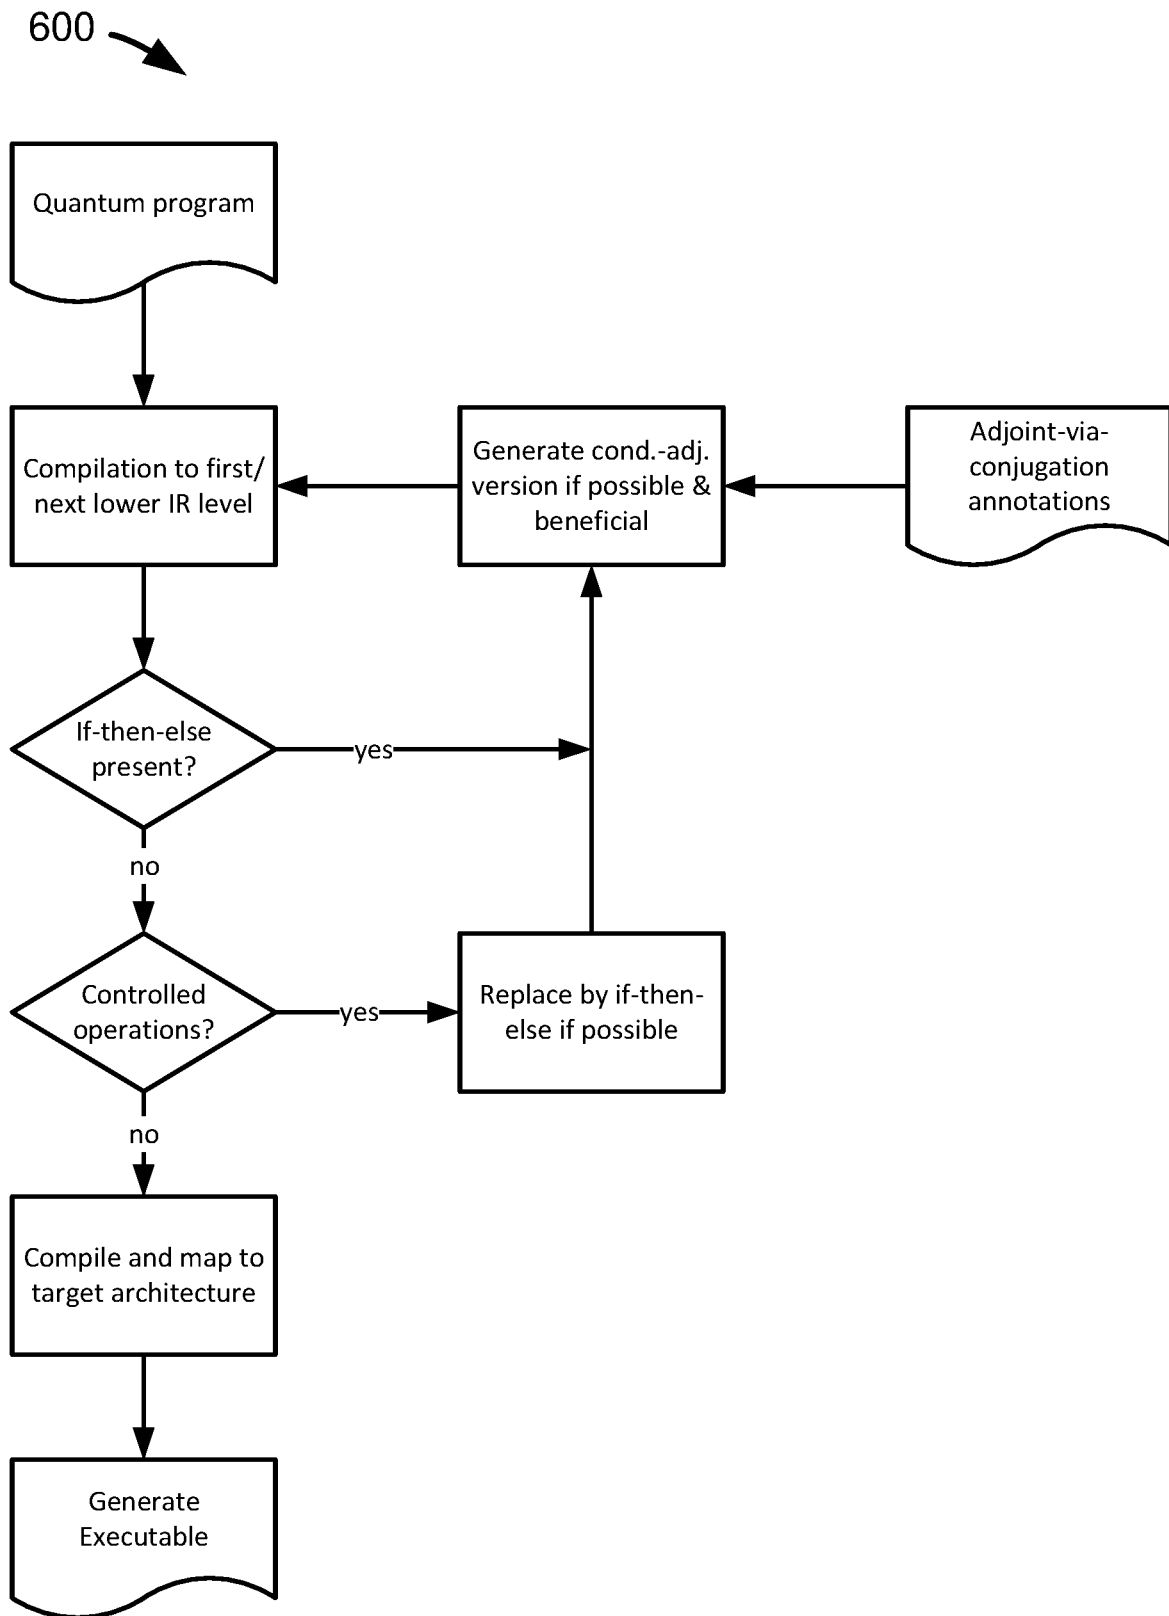 600
Quantum program
Compilation to first/
next lower IR level
Generate cond.-adj.
version if possible &
beneficial
Adjoint-via-
conjugation
annotations
If-then-else
present?
yes
no
Controlled
operations?
yes
Replace by if-then-
else if possible
no
Compile and map to
target architecture
Generate
Executable